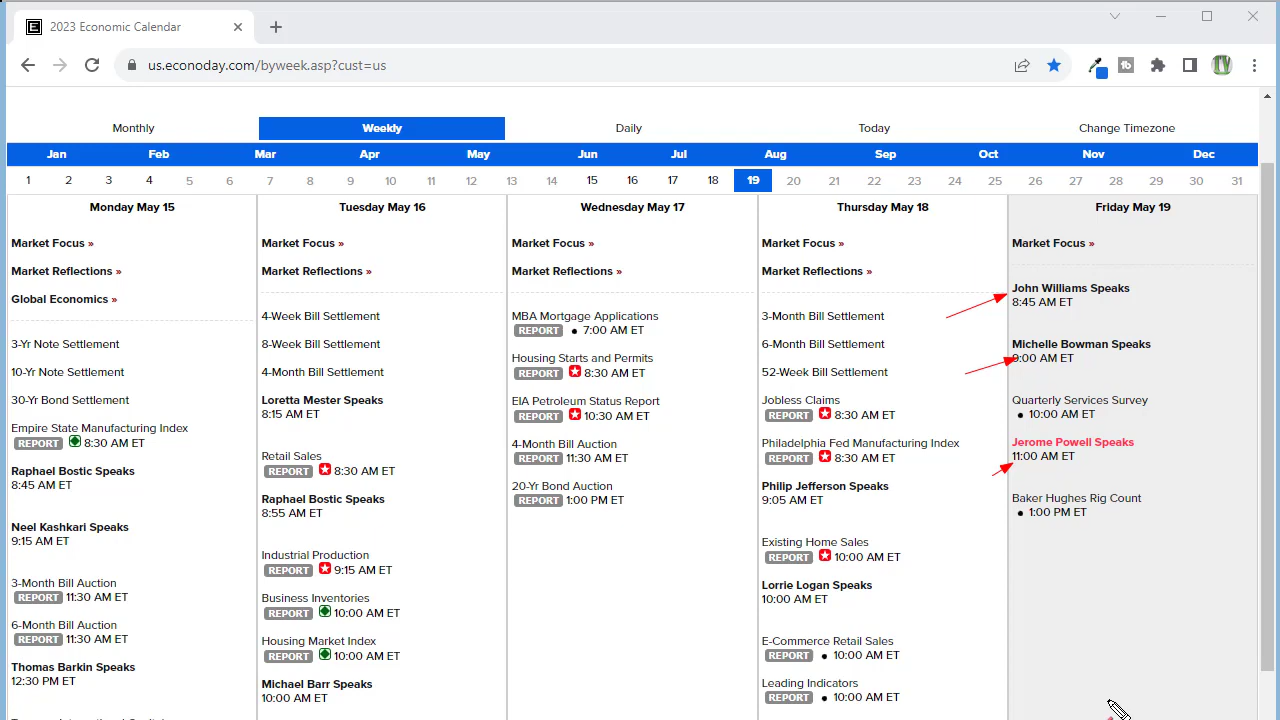 2023 Economic Calendar
us.econoday.com/byweek.asp?cust=us
Monthly Weekly Daily Today Change Timezone
Jan Feb Mar Apr May Jun Jul Aug Sep Oct Nov Dec
1 2 3 4 5 6 7 8 9 10 11 12 13 14 15 16 17 18 19 20 21 22 23 24 25 26 27 28 29 30 31
Monday May 15
Market Focus »
Market Reflections »
Global Economics »
3-Yr Note Settlement
10-Yr Note Settlement
30-Yr Bond Settlement
Empire State Manufacturing Index
REPORT 8:30 AM ET
Raphael Bostic Speaks
8:45 AM ET
Neel Kashkari Speaks
9:15 AM ET
3-Month Bill Auction
REPORT 11:30 AM ET
6-Month Bill Auction
REPORT 11:30 AM ET
Thomas Barkin Speaks
12:30 PM ET
Tuesday May 16
Market Focus »
Market Reflections »
4-Week Bill Settlement
8-Week Bill Settlement
4-Month Bill Settlement
Loretta Mester Speaks
8:15 AM ET
Retail Sales
REPORT 8:30 AM ET
Raphael Bostic Speaks
8:55 AM ET
Industrial Production
REPORT 9:15 AM ET
Business Inventories
REPORT 10:00 AM ET
Housing Market Index
REPORT 10:00 AM ET
Michael Barr Speaks
10:00 AM ET
Wednesday May 17
Market Focus »
Market Reflections »
MBA Mortgage Applications
REPORT • 7:00 AM ET
Housing Starts and Permits
REPORT 8:30 AM ET
EIA Petroleum Status Report
REPORT 10:30 AM ET
4-Month Bill Auction
REPORT 11:30 AM ET
20-Yr Bond Auction
REPORT 1:00 PM ET
Thursday May 18
Market Focus »
Market Reflections »
3-Month Bill Settlement
6-Month Bill Settlement
52-Week Bill Settlement
Jobless Claims
REPORT 8:30 AM ET
Philadelphia Fed Manufacturing Index
REPORT 8:30 AM ET
Philip Jefferson Speaks
9:05 AM ET
Existing Home Sales
REPORT 10:00 AM ET
Lorrie Logan Speaks
10:00 AM ET
E-Commerce Retail Sales
REPORT • 10:00 AM ET
Leading Indicators
REPORT • 10:00 AM ET
Friday May 19
Market Focus »
John Williams Speaks
8:45 AM ET
Michelle Bowman Speaks
9:00 AM ET
Quarterly Services Survey
• 10:00 AM ET
Jerome Powell Speaks
11:00 AM ET
Baker Hughes Rig Count
• 1:00 PM ET